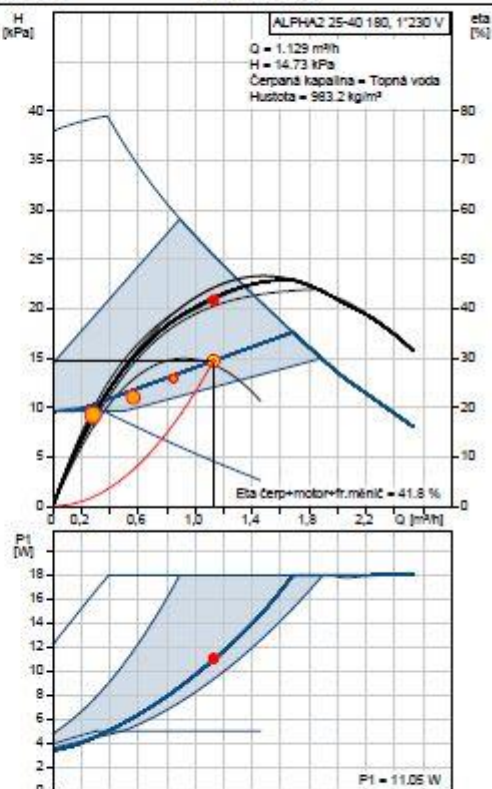 H
[kPa]
ALPHA2 25-40 180, 1*230 V
eta
[%]
Q = 1.129 m³/h
H = 14.73 kPa
Čerpaná kapalina = Topná voda
Hustota = 983.2 kg/m³
40
80
35
70
30
60
25
50
20
40
15
30
10
20
5
10
Eta čerp+motor+fr.měnič = 41.8 %
0
0
0,2
0,6
1,0
1,4
1,8
2,2
Q [m³/h]
P1
[W]
18
16
14
12
10
8
6
4
2
0
P1 = 11.05 W